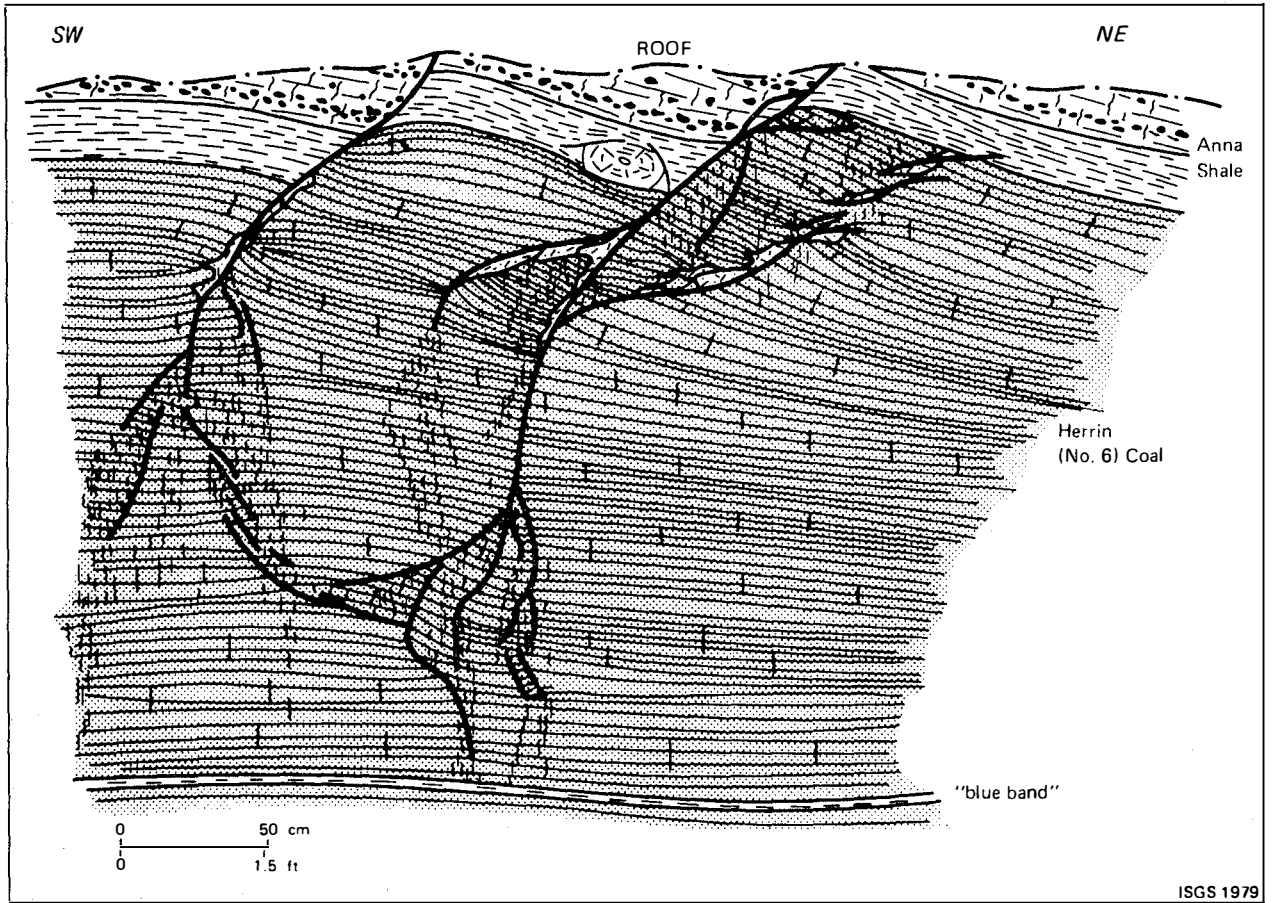 SW
NE
ROOF
Anna
Shale
Herrin
(No. 6) Coal
"blue band"
0 50 cm
0 1.5 ft
ISGS 1979